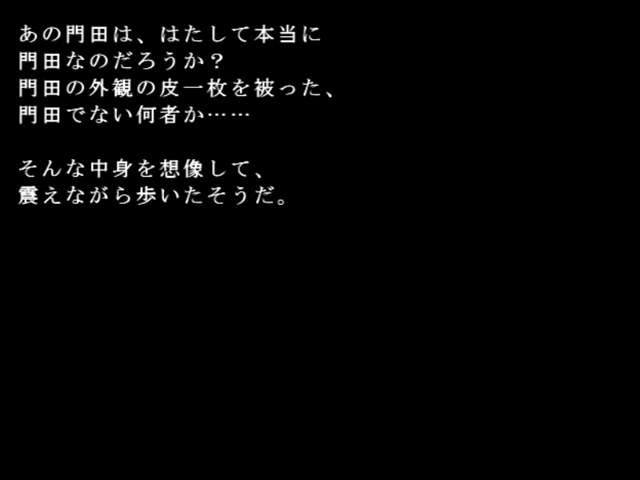 あの門田は、はたして本当に
門田なのだろうか？
門田の外観の皮一枚を被った、
門田でない何者か……
そんな中身を想像して、
震えながら歩いたそうだ。